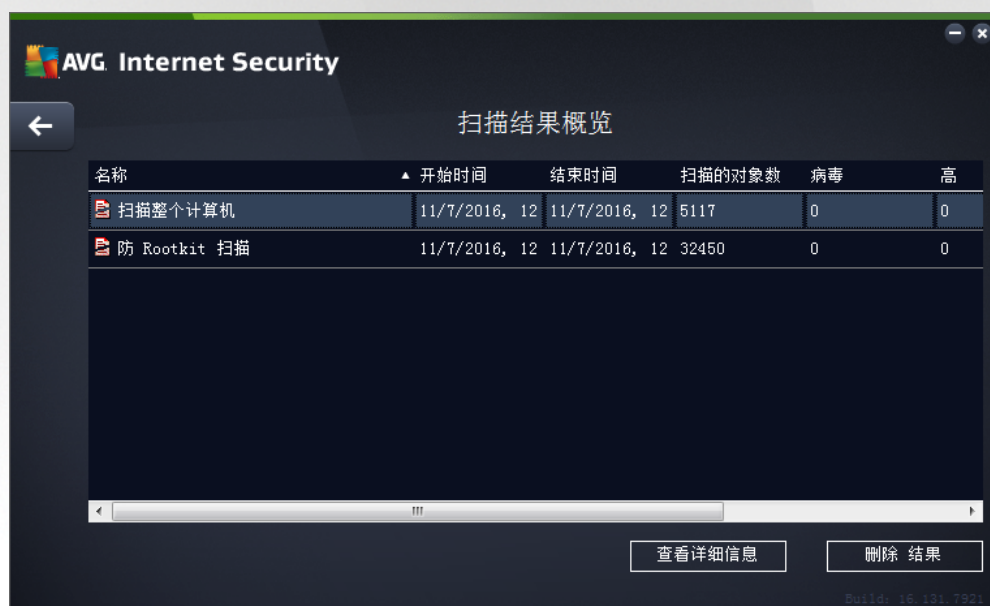 AVG. Internet Security
扫描结果概览
名称 开始时间 结束时间 扫描的对象数 病毒 高
扫描整个计算机 11/7/2016, 12 11/7/2016, 12 5117 0 0
防 Rootkit 扫描 11/7/2016, 12 11/7/2016, 12 32450 0 0
查看详细信息 删除 结果
Build: 16.131.7921